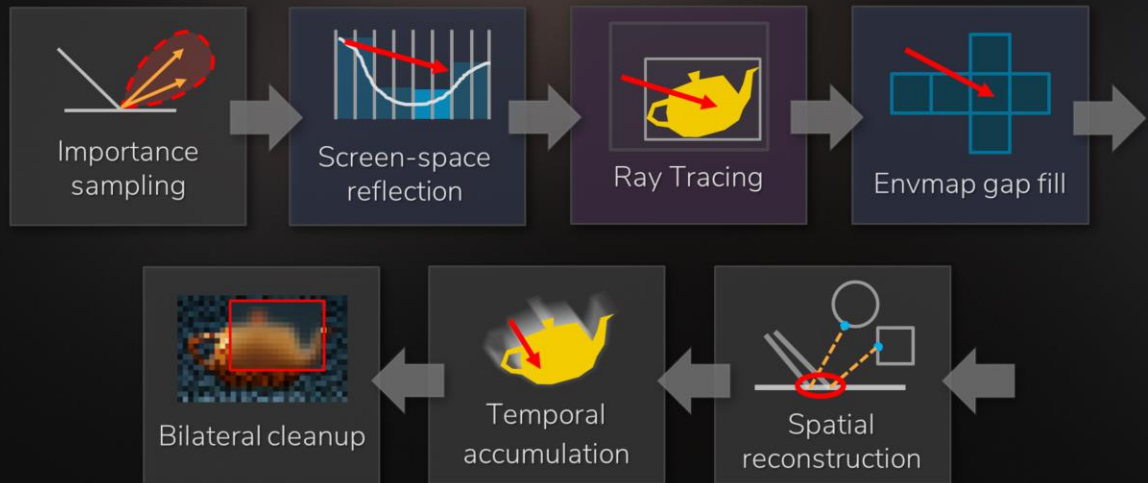 Importance
sampling
Screen-space
reflection
Ray Tracing
Envmap gap fill
Bilateral cleanup
Temporal
accumulation
Spatial
reconstruction